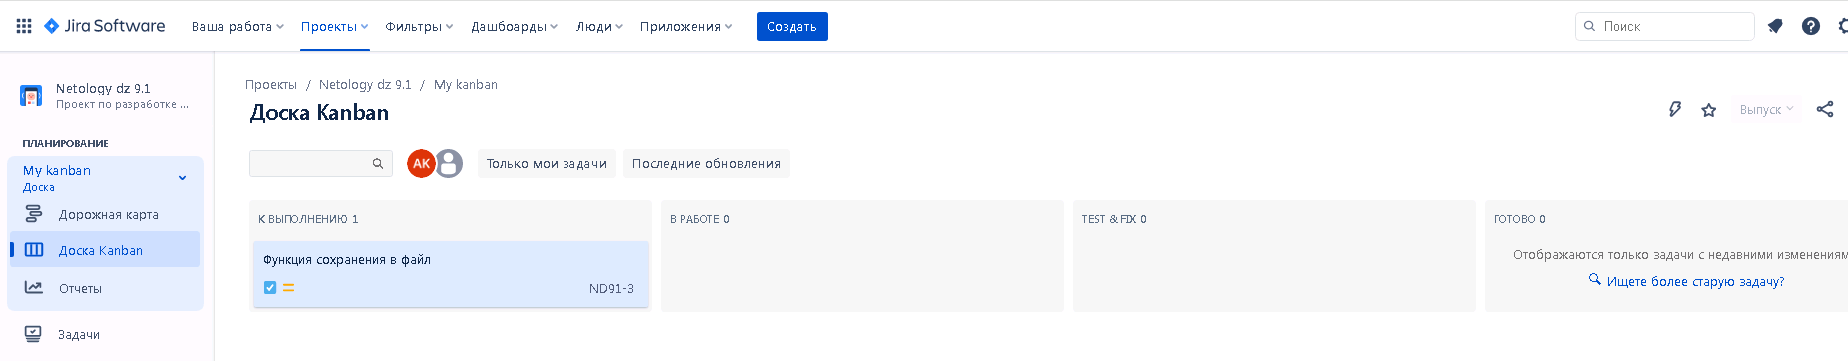 Jira Software Ваша работа Проекты Фильтры Дашборды Люди Приложения Создать Поиск
Netology dz 9.1
Проект по разработке ...
ПЛАНИРОВАНИЕ
My kanban
Доска
Дорожная карта
Доска Kanban
Отчеты
Задачи
Проекты / Netology dz 9.1 / My kanban
Доска Kanban
Выпуск
АК
Только мои задачи
Последние обновления
К ВЫПОЛНЕНИЮ 1
Функция сохранения в файл
ND91-3
В РАБОТЕ 0
TEST & FIX 0
ГОТОВО 0
Отображаются только задачи с недавними изменениям
Ищете более старую задачу?